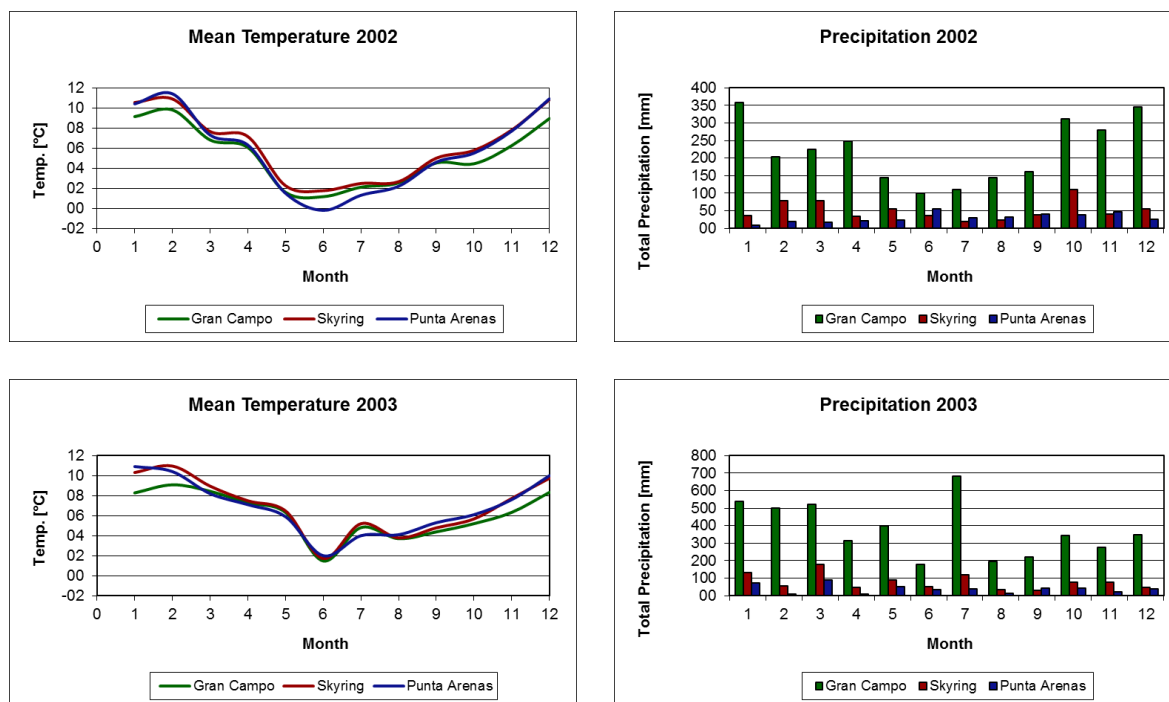 Mean Temperature 2002
12
10
08
06
04
02
00
-02
Temp. [°C]
0 1 2 3 4 5 6 7 8 9 10 11 12
Month
Gran Campo Skyring Punta Arenas
Precipitation 2002
400
350
300
250
200
150
100
50
00
Total Precipitation [mm]
1 2 3 4 5 6 7 8 9 10 11 12
Month
Gran Campo Skyring Punta Arenas
Mean Temperature 2003
12
10
08
06
04
02
00
-02
Temp. [°C]
0 1 2 3 4 5 6 7 8 9 10 11 12
Month
Gran Campo Skyring Punta Arenas
Precipitation 2003
800
700
600
500
400
300
200
100
00
Total Precipitation [mm]
1 2 3 4 5 6 7 8 9 10 11 12
Month
Gran Campo Skyring Punta Arenas